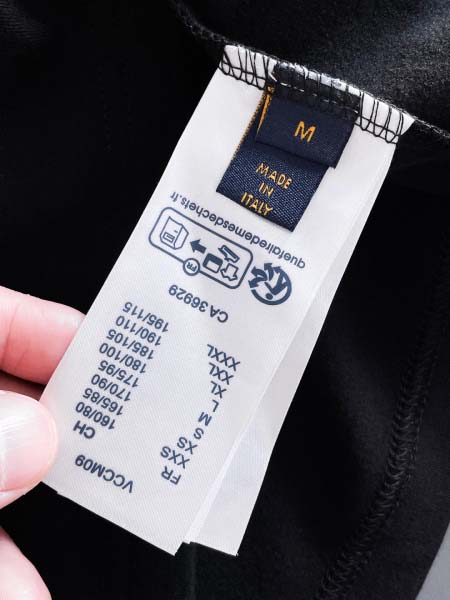 M
MADE
IN
ITALY
VCCM09
FR CH
XXS 160/80
XS 165/85
S 170/90
M 175/95
L 180/100
XL 185/105
XXL 190/110
XXXL 195/115
CA 36929
FR
quefairedemesdechets.fr